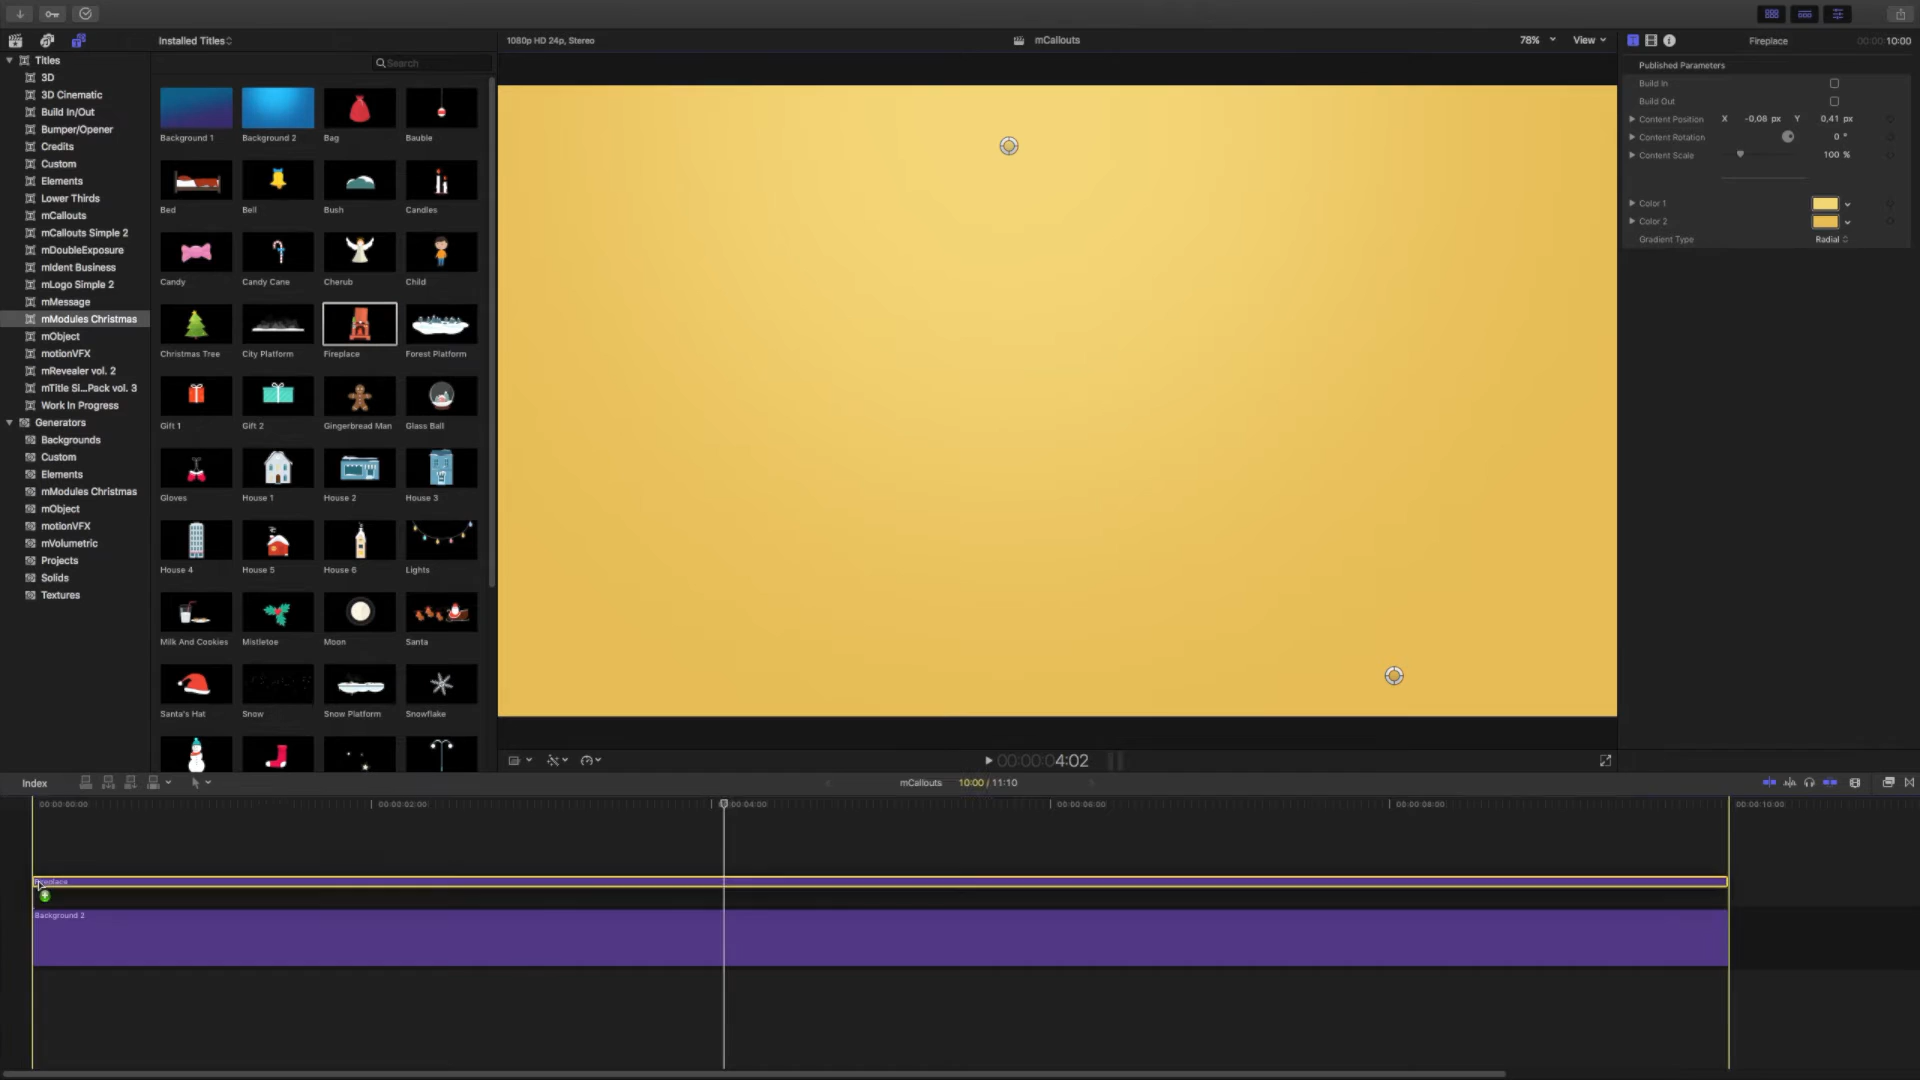 Installed Titles
1080p HD 24p, Stereo
mCallouts
78%
View
Fireplace
00:00:10:00
Titles
3D
3D Cinematic
Build In/Out
Bumper/Opener
Credits
Custom
Elements
Lower Thirds
mCallouts
mCallouts Simple 2
mDoubleExposure
mIdent Business
mLogo Simple 2
mMessage
mModules Christmas
mObject
motionVFX
mRevealer vol. 2
mTitle Si...Pack vol. 3
Work In Progress
Generators
Backgrounds
Custom
Elements
mModules Christmas
mObject
motionVFX
mVolumetric
Projects
Solids
Textures
Search
Background 1
Background 2
Bag
Bauble
Bed
Bell
Bush
Candles
Candy
Candy Cane
Cherub
Child
Christmas Tree
City Platform
Fireplace
Forest Platform
Gift 1
Gift 2
Gingerbread Man
Glass Ball
Gloves
House 1
House 2
House 3
House 4
House 5
House 6
Lights
Milk And Cookies
Mistletoe
Moon
Santa
Santa's Hat
Snow
Snow Platform
Snowflake
Published Parameters
Build In
Build Out
Content Position X -0,08 px Y 0,41 px
Content Rotation 0 °
Content Scale 100 %
Color 1
Color 2
Gradient Type Radial
00:00:04:02
Index
mCallouts 10:00 / 11:10
00:00:00:00
00:00:02:00
00:04:00
00:00:06:00
00:00:08:00
00:00:10:00
Fireplace
Background 2